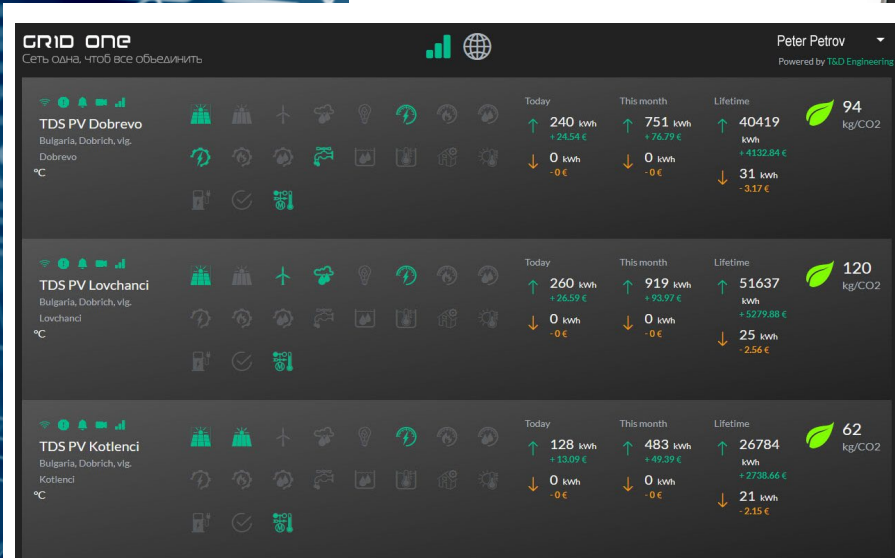 GRID ONE
Сеть одна, чтоб все объединить
Peter Petrov
Powered by T&D Engineering
TDS PV Dobrevo
Bulgaria, Dobrich, vlg.
Dobrevo
°C
Today
240 kWh
+24.54 €
0 kWh
-0 €
This month
751 kWh
+76.79 €
0 kWh
-0 €
Lifetime
40419
kWh
+4132.84 €
31 kWh
-3.17 €
94
kg/CO2
TDS PV Lovchanci
Bulgaria, Dobrich, vlg.
Lovchanci
°C
Today
260 kWh
+26.59 €
0 kWh
-0 €
This month
919 kWh
+93.97 €
0 kWh
-0 €
Lifetime
51637
kWh
+5279.88 €
25 kWh
-2.56 €
120
kg/CO2
TDS PV Kotlenci
Bulgaria, Dobrich, vlg.
Kotlenci
°C
Today
128 kWh
+13.09 €
0 kWh
-0 €
This month
483 kWh
+49.39 €
0 kWh
-0 €
Lifetime
26784
kWh
+2738.66 €
21 kWh
-2.15 €
62
kg/CO2